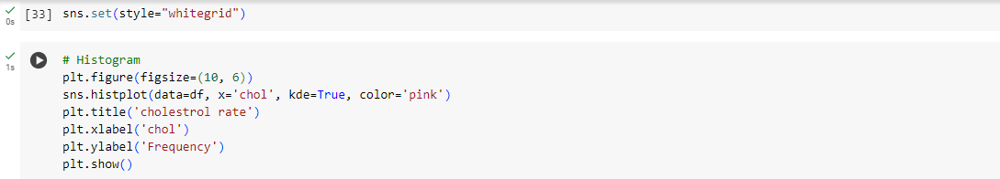 [33] sns.set(style="whitegrid")
0s
# Histogram
1s
plt.figure(figsize=(10, 6))
sns.histplot(data=df, x='chol', kde=True, color='pink')
plt.title('cholestrol rate')
plt.xlabel('chol')
plt.ylabel('Frequency')
plt.show()